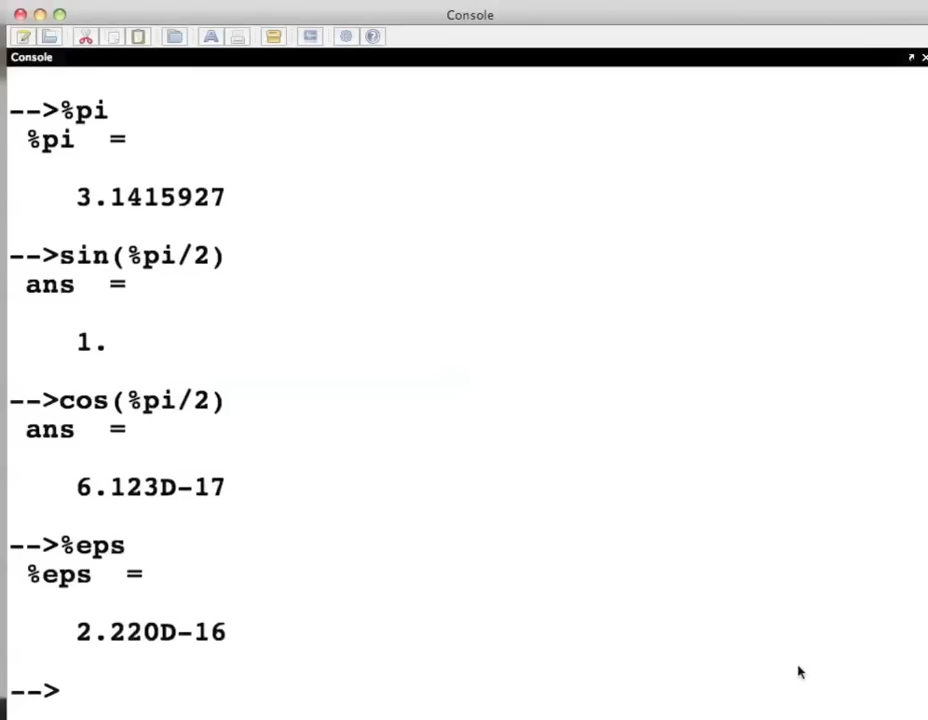 Console
Console
-->%pi
%pi =
3.1415927
-->sin(%pi/2)
ans =
1.
-->cos(%pi/2)
ans =
6.123D-17
-->%eps
%eps =
2.220D-16
-->